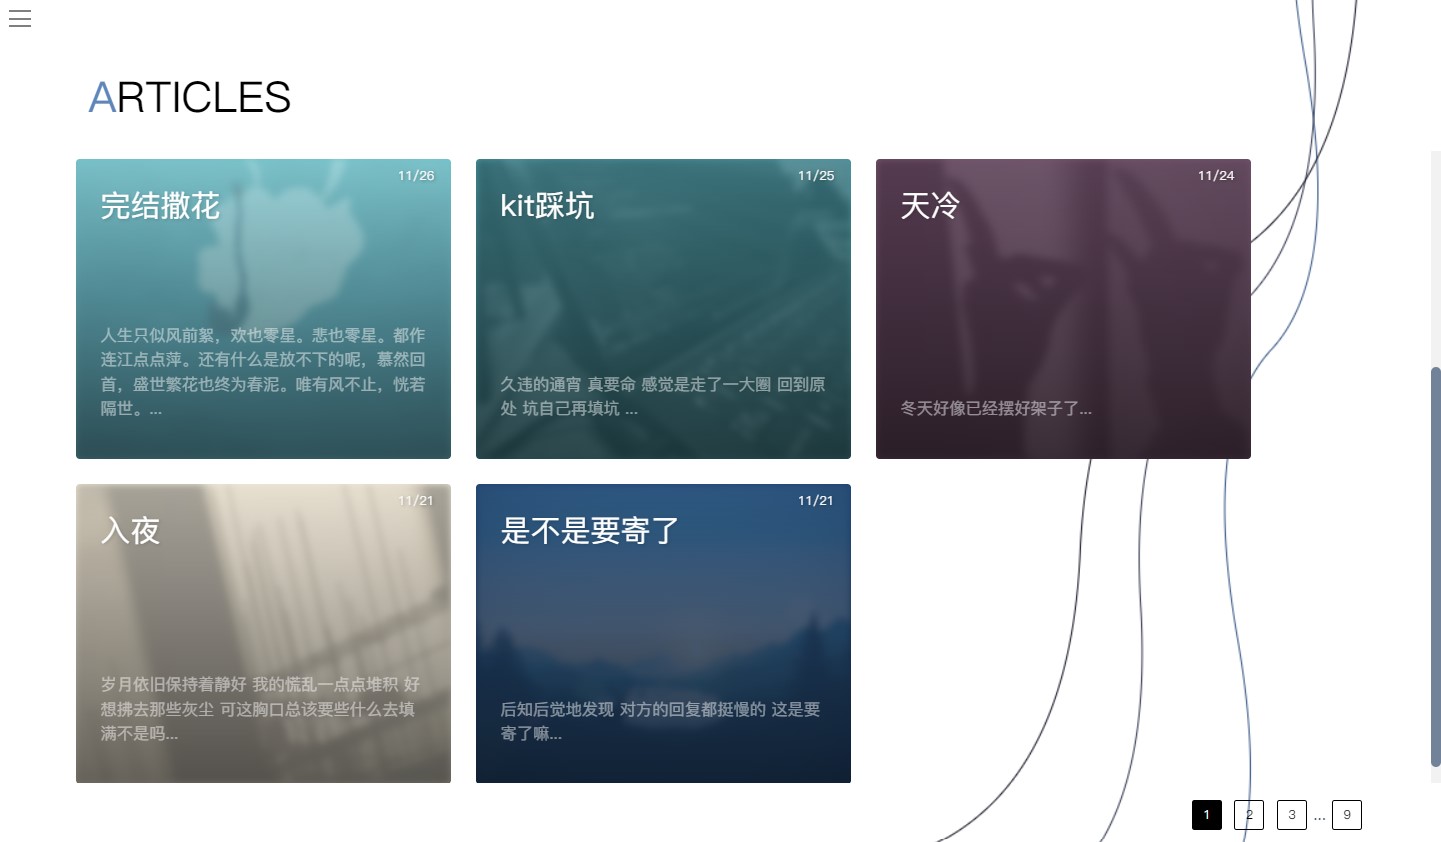 ARTICLES
11/26
完结撒花
人生只似风前絮，欢也零星。悲也零星。都作
连江点点萍。还有什么是放不下的呢，蓦然回
首，盛世繁花也终为春泥。唯有风不止，恍若
隔世。...
11/25
kit踩坑
久违的通宵 真要命 感觉是走了一大圈 回到原
处 坑自己再填坑 ...
11/24
天冷
冬天好像已经摆好架子了...
11/21
入夜
岁月依旧保持着静好 我的慌乱一点点堆积 好
想拂去那些灰尘 可这胸口总该要些什么去填
满不是吗...
11/21
是不是要寄了
后知后觉地发现 对方的回复都挺慢的 这是要
寄了嘛...
1 2 3 ... 9